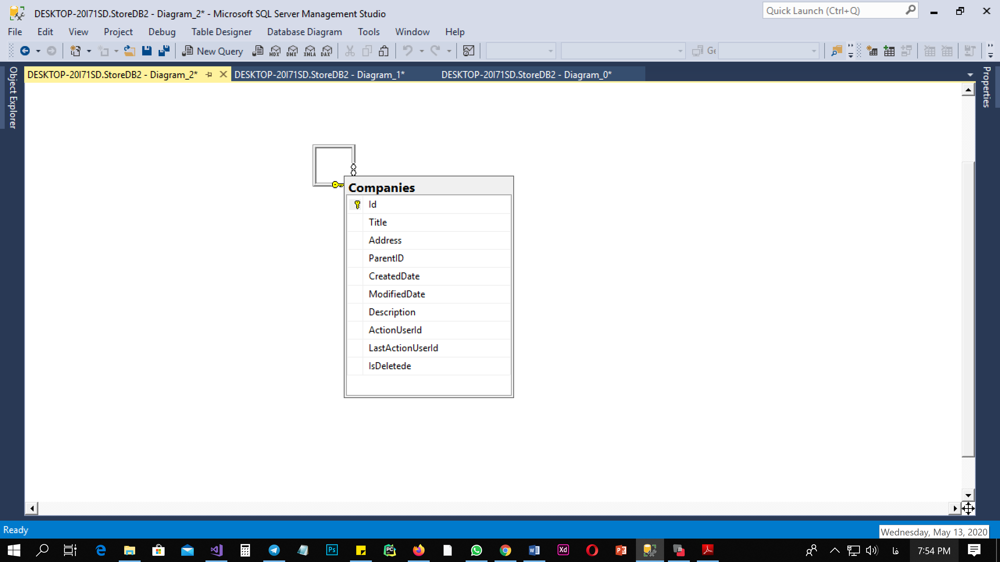 DESKTOP-20I71SD.StoreDB2 - Diagram_2* - Microsoft SQL Server Management Studio
Quick Launch (Ctrl+Q)
File Edit View Project Debug Table Designer Database Diagram Tools Window Help
New Query MDX DMX XMLA DAX Ge
DESKTOP-20I71SD.StoreDB2 - Diagram_2* DESKTOP-20I71SD.StoreDB2 - Diagram_1* DESKTOP-20I71SD.StoreDB2 - Diagram_0*
Object Explorer
Properties
Companies
Id
Title
Address
ParentID
CreatedDate
ModifiedDate
Description
ActionUserId
LastActionUserId
IsDeletede
Ready
Wednesday, May 13, 2020
Ps PC W Xd P فا 7:54 PM